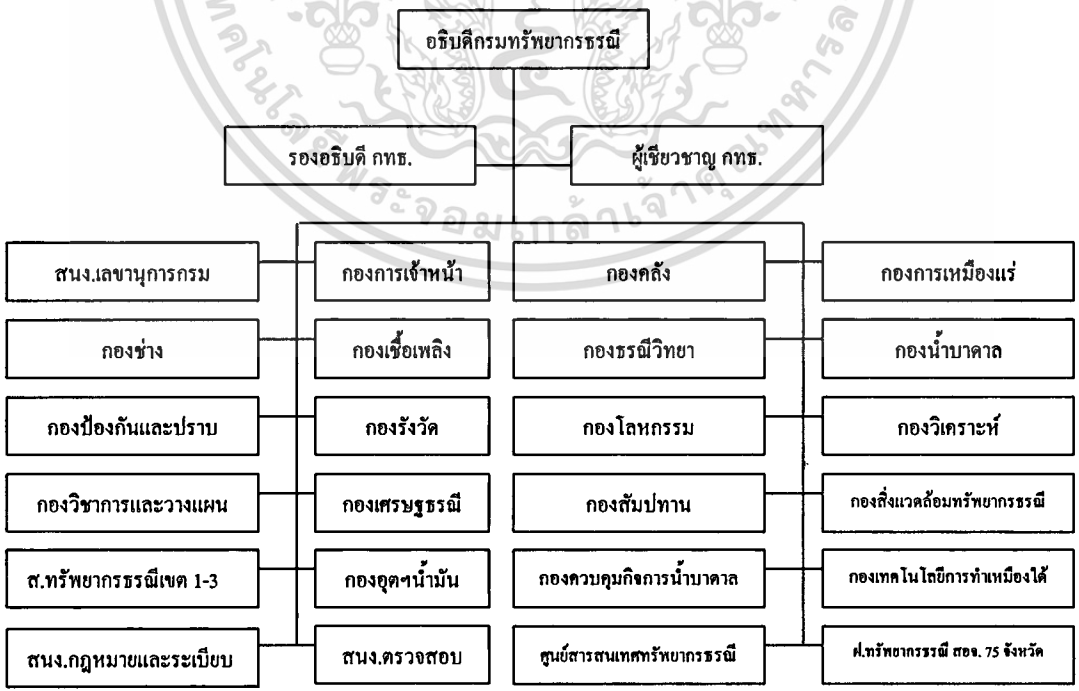 อธิบดีกรมทรัพยากรธรณี
รองอธิบดี กทธ.
ผู้เชียวชาญ กทธ.
สนง.เลขานุการกรม
กองการเจ้าหน้า
กองคลัง
กองการเหมืองแร่
กองช่าง
กองเชื้อเพลิง
กองธรณีวิทยา
กองน้ำบาดาล
กองป้องกันและปราบ
กองรังวัด
กองโลหกรรม
กองวิเคราะห์
กองวิชาการและวางแผน
กองเศรษฐธรณี
กองสัมปทาน
กองสิ่งแวดล้อมทรัพยากรธรณี
ส.ทรัพยากรธรณีเขต 1-3
กองอุตฯน้ำมัน
กองควบคุมกิจการน้ำบาดาล
กองเทคโนโลยีการทำเหมืองใต้
สนง.กฎหมายและระเบียบ
สนง.ตรวจสอบ
ศูนย์สารสนเทศทรัพยากรธรณี
ฝ.ทรัพยากรธรณี สอจ. 75 จังหวัด
พระจอมเกล้าเจ้าคุณทหาร